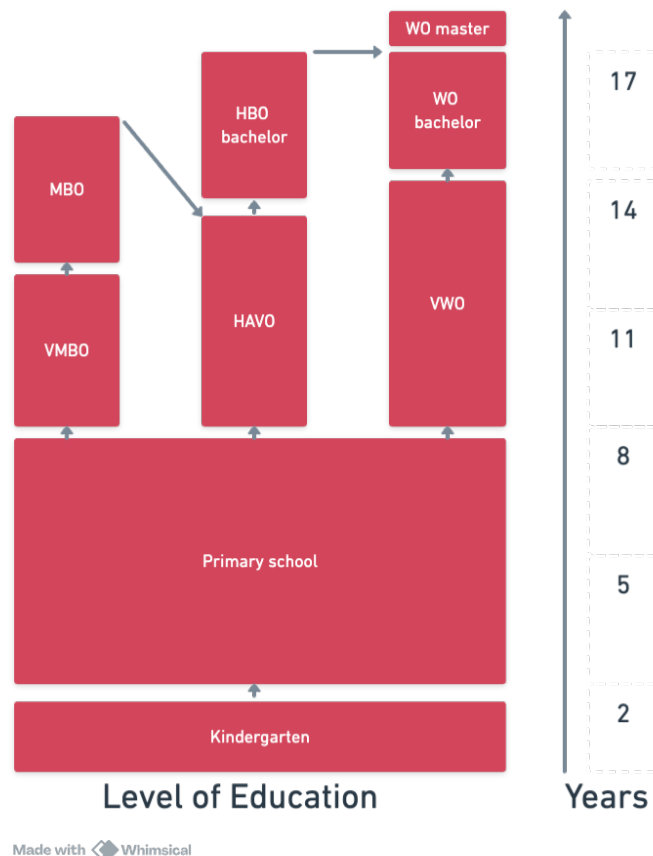 WO master
HBO
bachelor
WO
bachelor
17
MBO
14
HAVO
VWO
VMBO
11
8
Primary school
5
Kindergarten
2
Level of Education
Years
Made with Whimsical